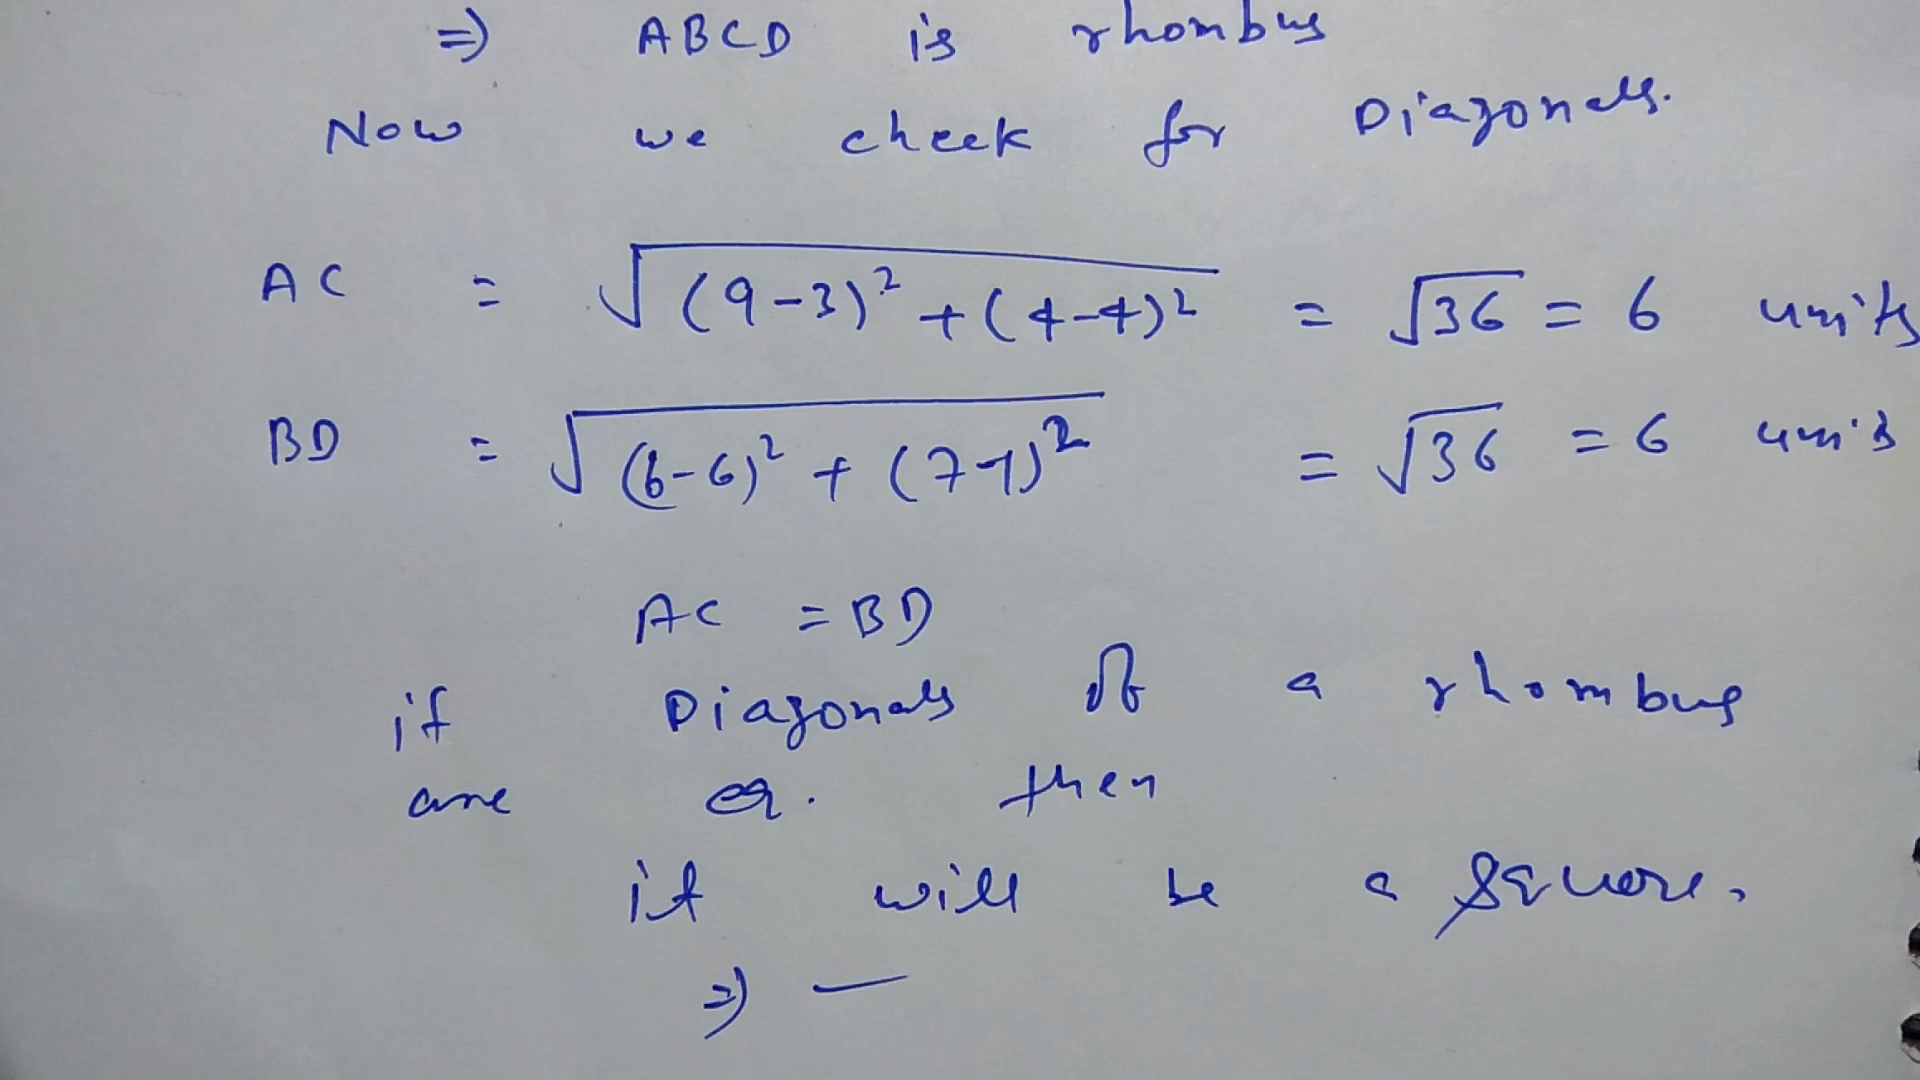 ⇒ ABCD is rhombus
Now we check for Diagonals.
AC = √(9-3)² + (4-4)² = √36 = 6 units
BD = √(6-6)² + (7-1)² = √36 = 6 units
AC = BD
if Diagonals of a rhombus
are eq. then
it will be a square.
⇒ —